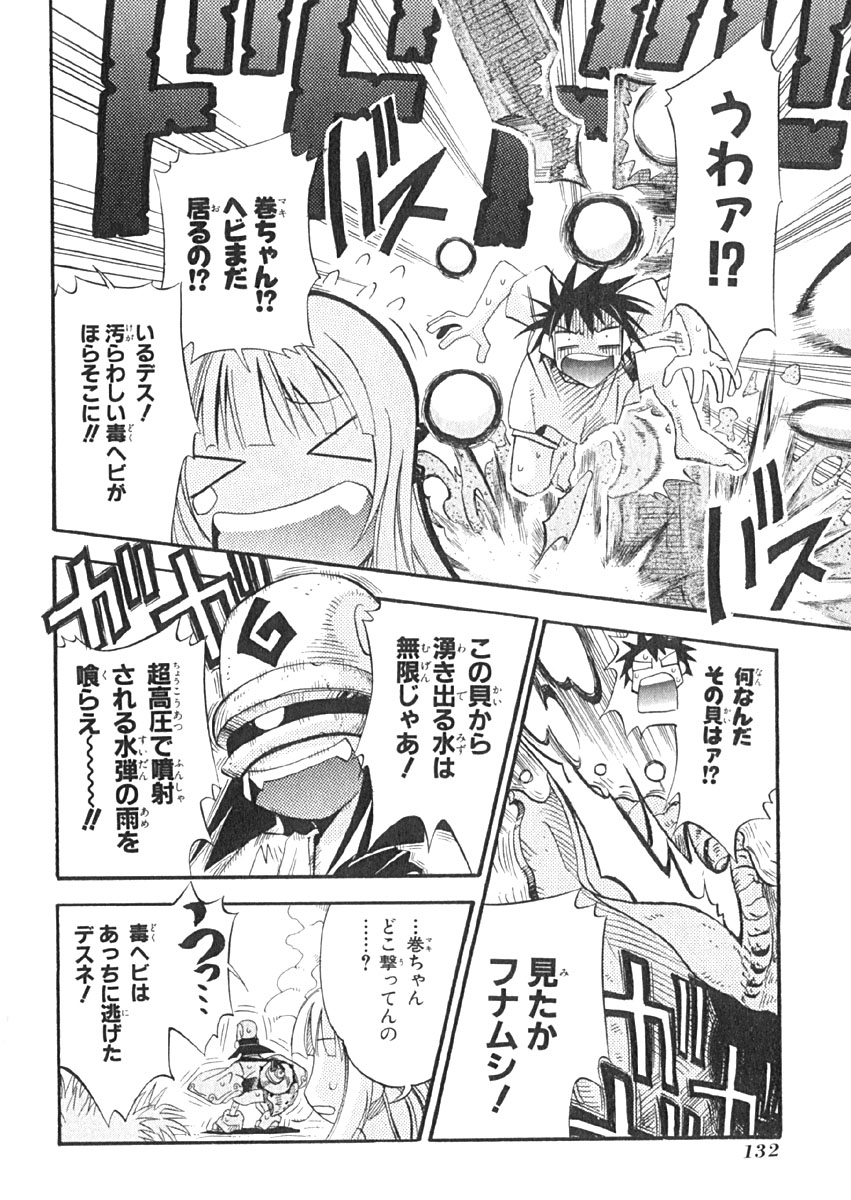 ドドドド
うわァ!?
バス
巻ちゃん!?
ヘビまだ
居るの!?
いるデス!
汚らわしい毒ヘビが
ほらそこに!!
バス
何なんだ
その貝はァ!?
見たか
フナムシ!
ガガガガ
この貝から
湧き出る水は
無限じゃあ!
超高圧で噴射
される水弾の雨を
喰らえ〜〜〜〜!!
ガガガガ
…巻ちゃん
どこ撃ってんの
……?
うっ…
毒ヘビは
あっちに逃げた
デスネ!
132